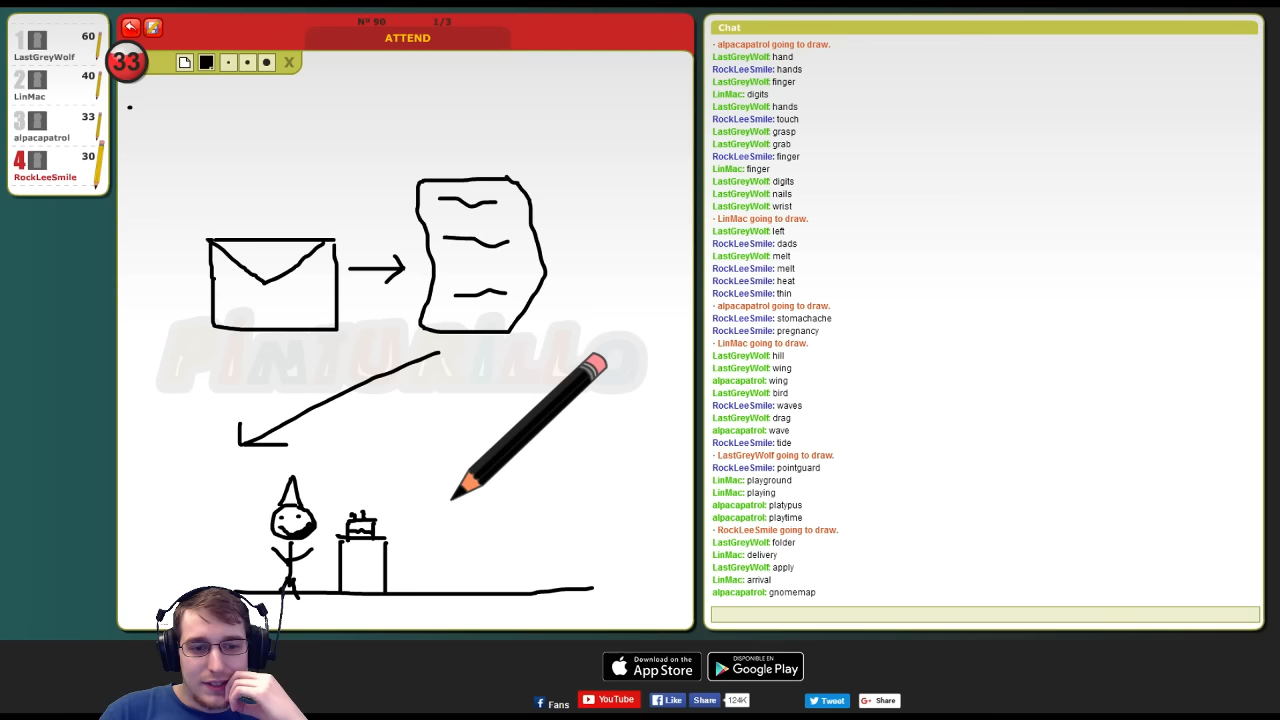 Nº 90
1/3
ATTEND
33
X
1
60
LastGreyWolf
2
40
LinMac
3
33
alpacapatrol
4
30
RockLeeSmile
Pinturillo
Chat
· alpacapatrol going to draw.
LastGreyWolf: hand
RockLeeSmile: hands
LastGreyWolf: finger
LinMac: digits
LastGreyWolf: hands
RockLeeSmile: touch
LastGreyWolf: grasp
LastGreyWolf: grab
RockLeeSmile: finger
LinMac: finger
LastGreyWolf: digits
LastGreyWolf: nails
LastGreyWolf: wrist
· LinMac going to draw.
LastGreyWolf: left
RockLeeSmile: dads
LastGreyWolf: melt
RockLeeSmile: melt
RockLeeSmile: heat
RockLeeSmile: thin
· alpacapatrol going to draw.
RockLeeSmile: stomachache
RockLeeSmile: pregnancy
· LinMac going to draw.
LastGreyWolf: hill
LastGreyWolf: wing
alpacapatrol: wing
LastGreyWolf: bird
RockLeeSmile: waves
LastGreyWolf: drag
alpacapatrol: wave
RockLeeSmile: tide
· LastGreyWolf going to draw.
RockLeeSmile: pointguard
LinMac: playground
LinMac: playing
alpacapatrol: platypus
alpacapatrol: playtime
· RockLeeSmile going to draw.
LastGreyWolf: folder
LinMac: delivery
LastGreyWolf: apply
LinMac: arrival
alpacapatrol: gnomemap
Download on the
App Store
DISPONIBLE EN
Google Play
Fans
YouTube
Like
Share
124K
Tweet
G+ Share